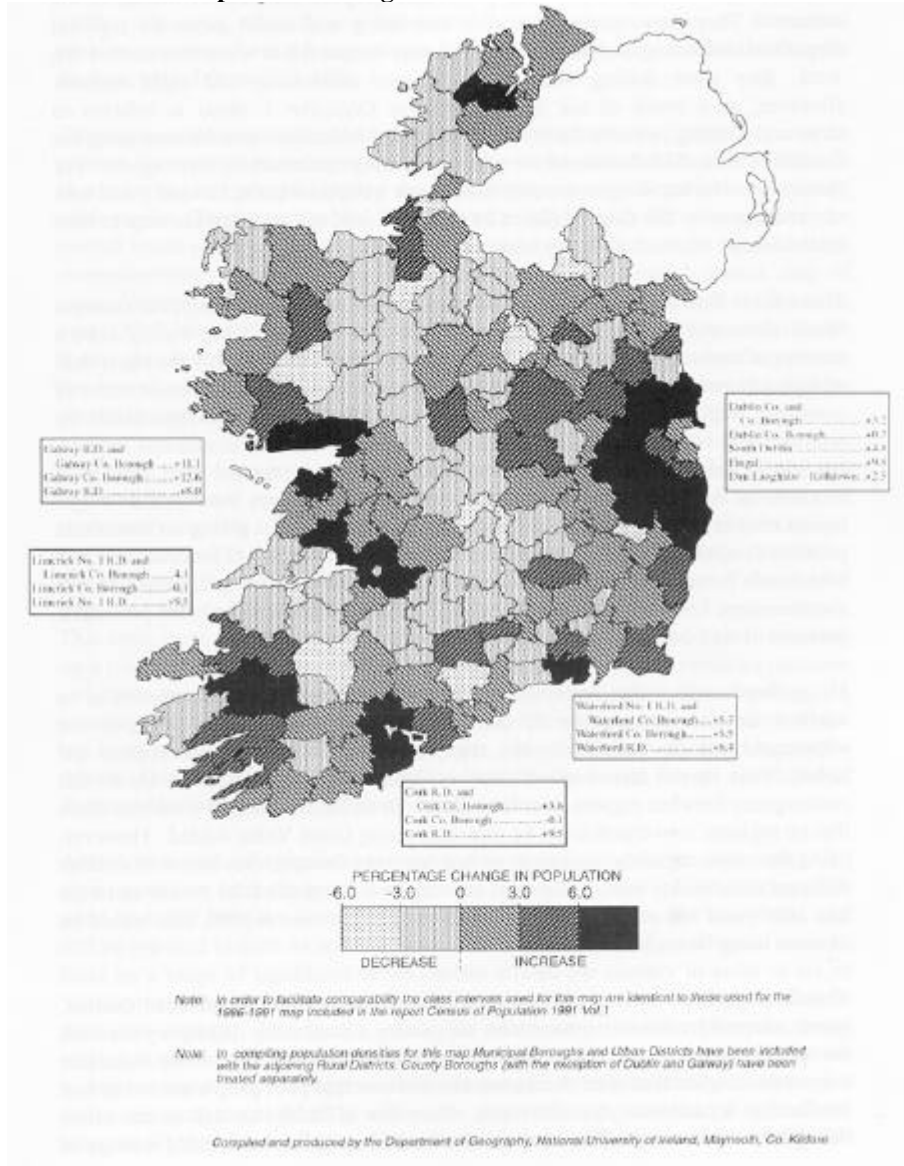 Dublin Co. and
Co. Borough +3.2
Dublin Co. Borough +0.7
South Dublin +4.8
Fingal +9.5
Dun Laoghaire - Rathdown +2.5
Galway R.D. and
Galway Co. Borough +11.1
Galway Co. Borough +12.6
Galway R.D. +8.0
Limerick No. 1 R.D. and
Limerick Co. Borough 4.1
Limerick Co. Borough -0.1
Limerick No. 1 R.D. +9.5
Waterford No. 1 R.D. and
Waterford Co. Borough +5.7
Waterford Co. Borough +5.5
Waterford R.D. +6.4
Cork R.D. and
Cork Co. Borough +3.6
Cork Co. Borough -0.1
Cork R.D. +9.5
PERCENTAGE CHANGE IN POPULATION
-6.0 -3.0 0 3.0 6.0
DECREASE INCREASE
Note: In order to facilitate comparability the class intervals used for this map are identical to those used for the
1986-1991 map included in the report Census of Population 1991 Vol.1
Note: In compiling population densities for this map Municipal Boroughs and Urban Districts have been included
with the adjoining Rural Districts. County Boroughs (with the exception of Dublin and Galway) have been
treated separately.
Compiled and produced by the Department of Geography, National University of Ireland, Maynooth, Co. Kildare